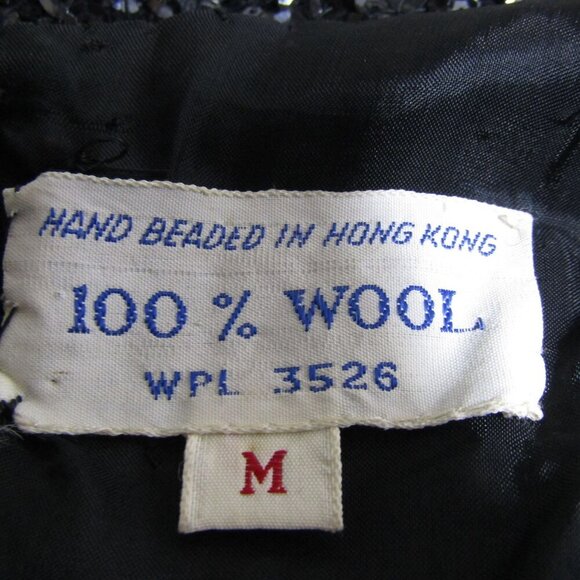 HAND BEADED IN HONG KONG
100 % WOOL
WPL 3526
M